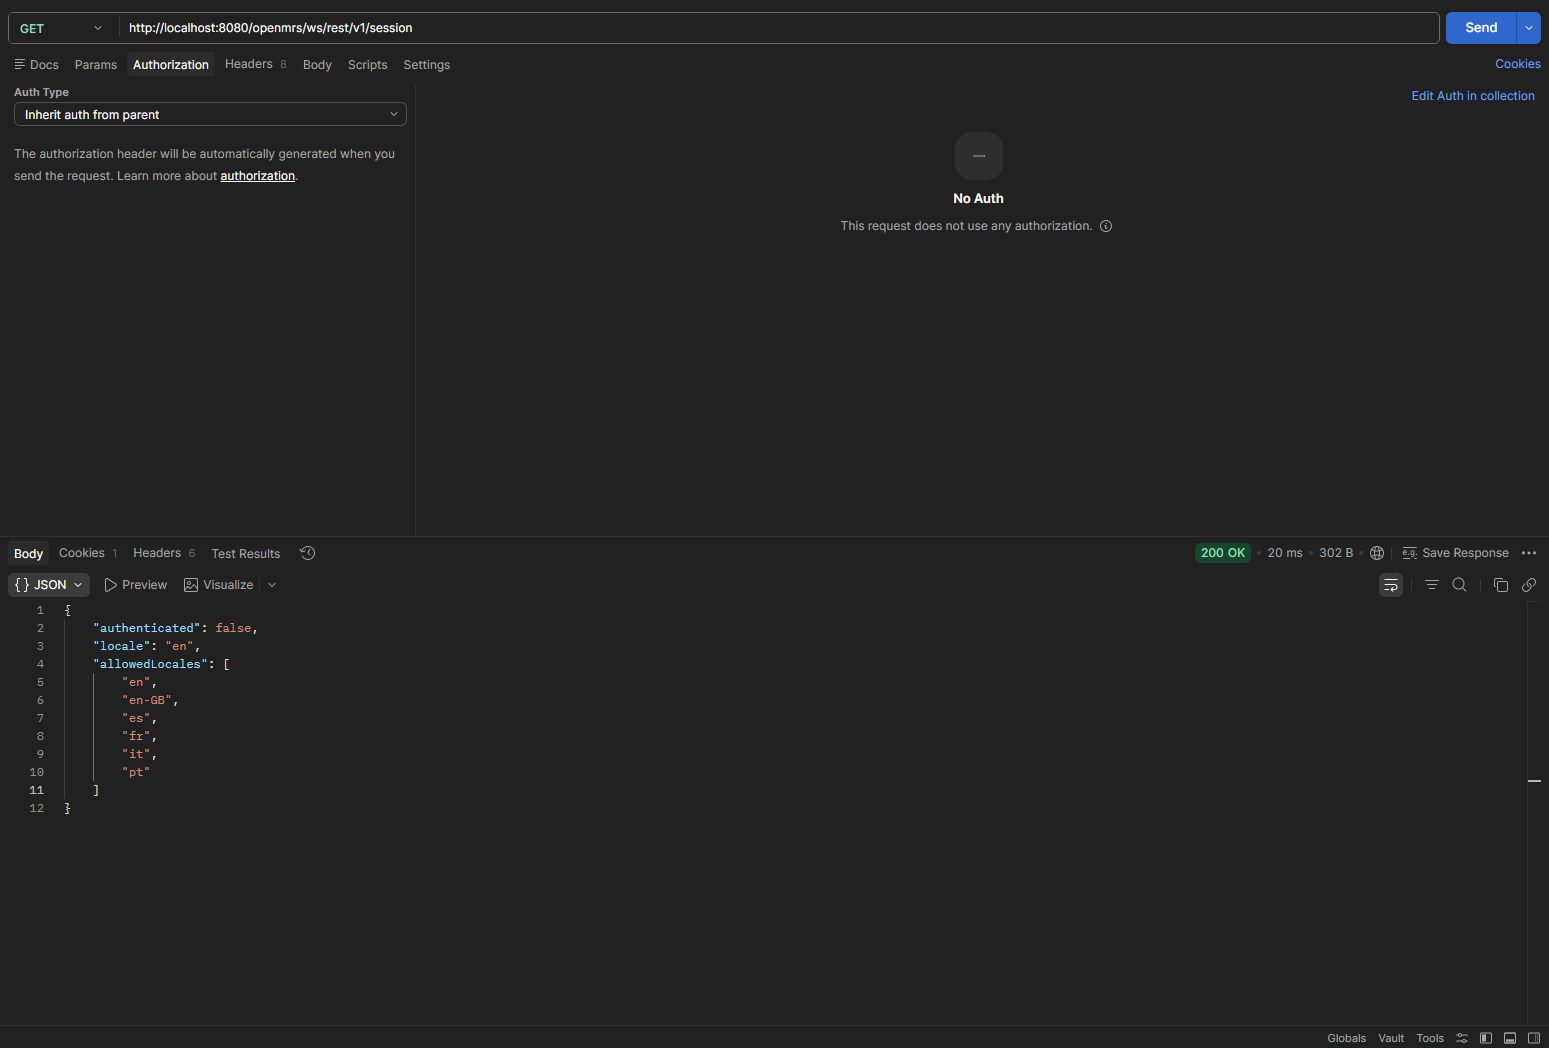 GET http://localhost:8080/openmrs/ws/rest/v1/session Send
Docs Params Authorization Headers 8 Body Scripts Settings Cookies
Auth Type
Inherit auth from parent
The authorization header will be automatically generated when you
send the request. Learn more about authorization.
Edit Auth in collection
No Auth
This request does not use any authorization.
Body Cookies 1 Headers 6 Test Results 200 OK • 20 ms • 302 B • e.g. Save Response
{} JSON Preview Visualize
1 {
2 "authenticated": false,
3 "locale": "en",
4 "allowedLocales": [
5 "en",
6 "en-GB",
7 "es",
8 "fr",
9 "it",
10 "pt"
11 ]
12 }
Globals Vault Tools